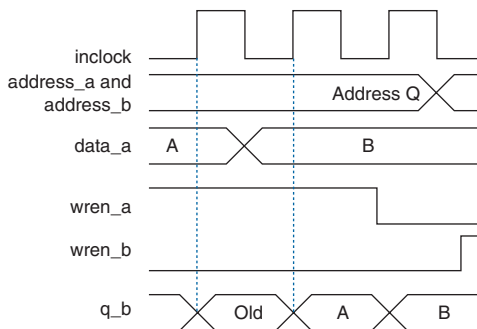 inclock
address_a and
address_b
Address Q
data_a
A
B
wren_a
wren_b
q_b
Old
A
B